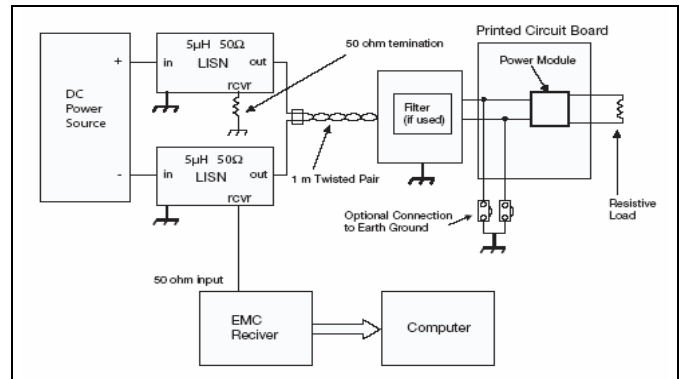 Printed Circuit Board
50 ohm temination
5µH 50Ω
LISN
in
out
rcvr
+
DC
Power
Source
-
Power Module
Filter
(if used)
5µH 50Ω
LISN
in
out
rcvr
1 m Twisted Pair
Optional Connection
to Earth Ground
Resistive
Load
50 ohm input
EMC
Reciver
Computer